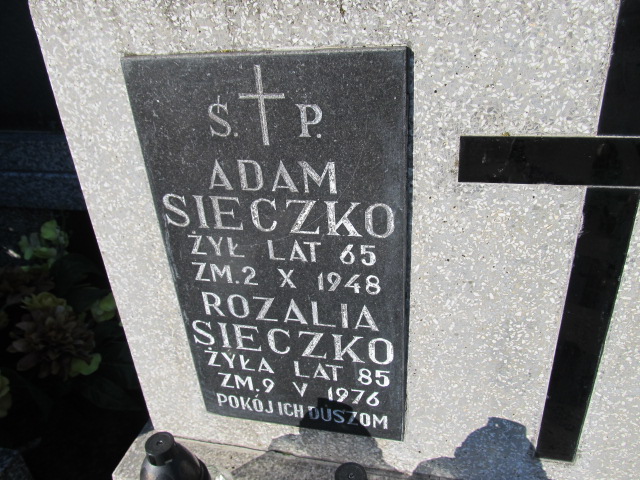 Ś. P.
ADAM
SIECZKO
ŻYŁ LAT 65
ZM. 2 X 1948
ROZALIA
SIECZKO
ŻYŁA LAT 85
ZM. 9 V 1976
POKÓJ ICH DUSZOM